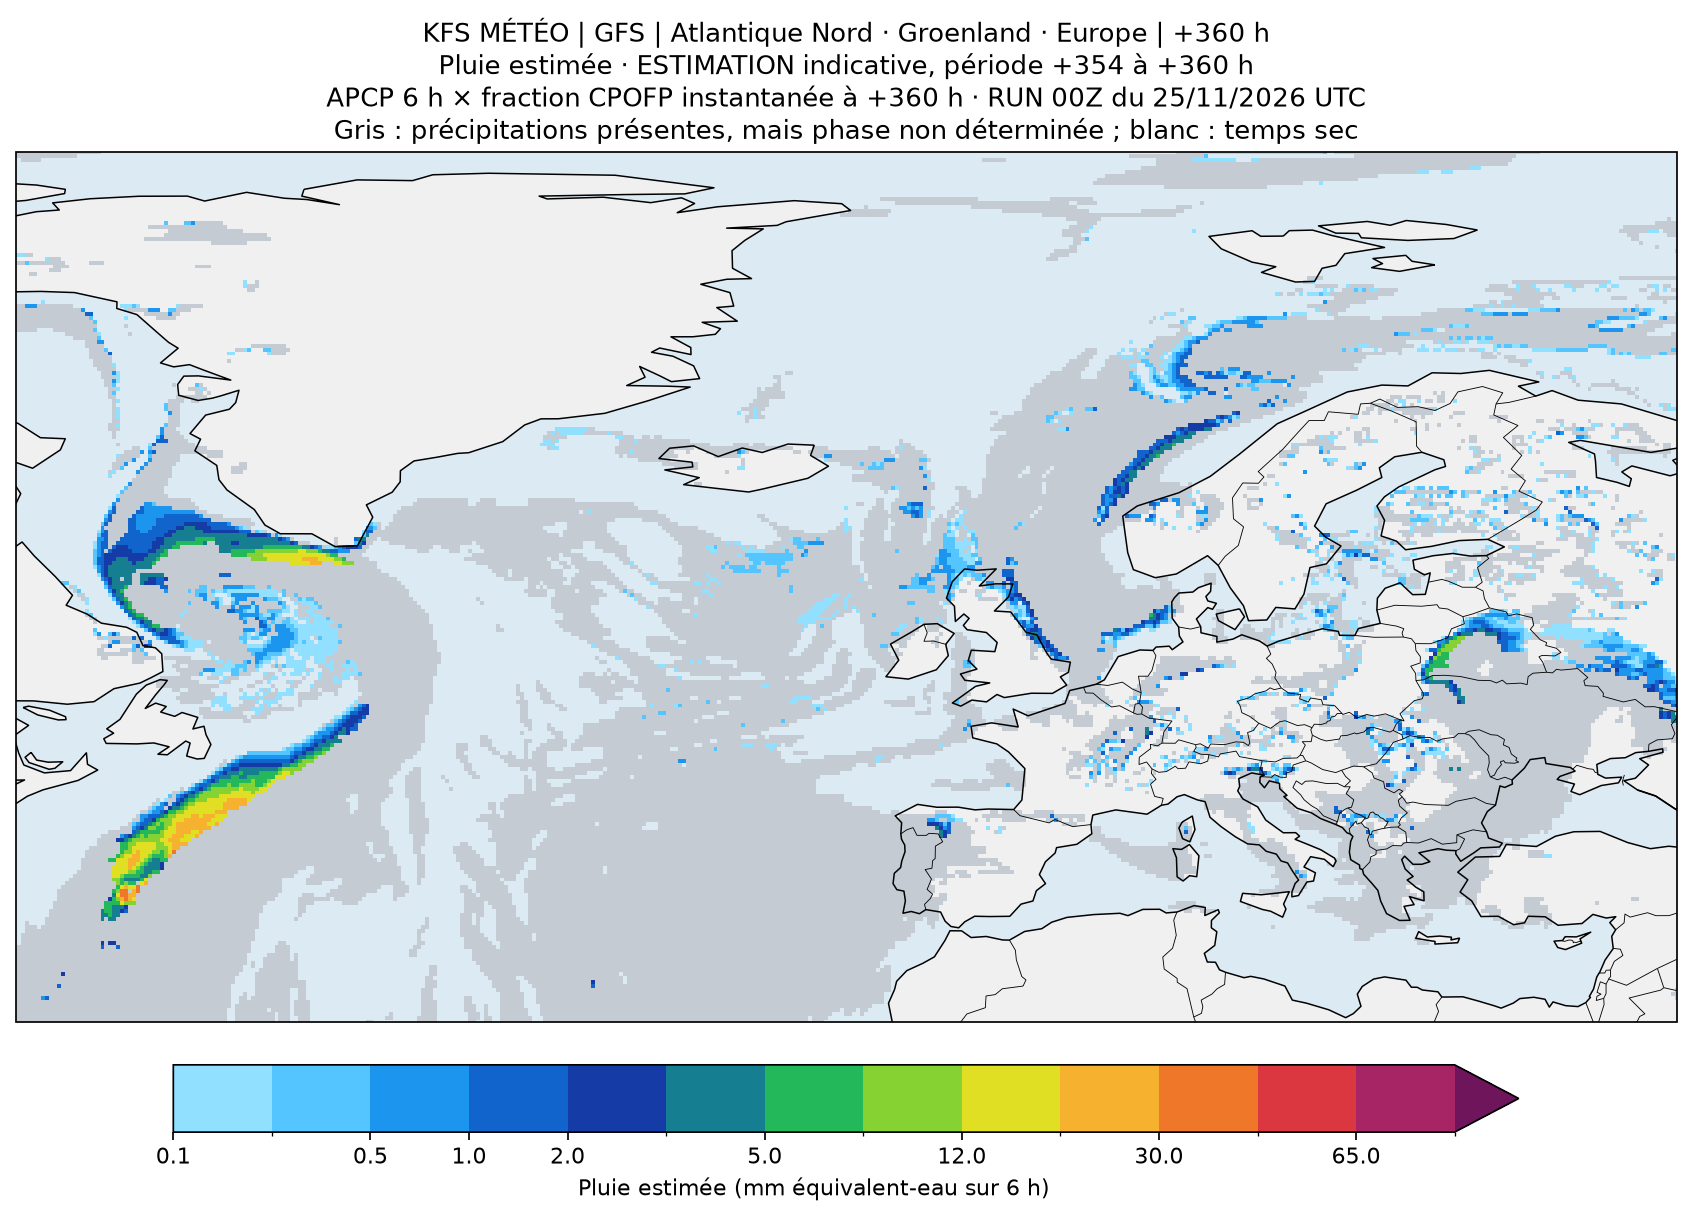 KFS MÉTÉO | GFS | Atlantique Nord · Groenland · Europe | +360 h
Pluie estimée · ESTIMATION indicative, période +354 à +360 h
APCP 6 h × fraction CPOFP instantanée à +360 h · RUN 00Z du 25/11/2026 UTC
Gris : précipitations présentes, mais phase non déterminée ; blanc : temps sec
0.1 0.5 1.0 2.0 5.0 12.0 30.0 65.0
Pluie estimée (mm équivalent-eau sur 6 h)